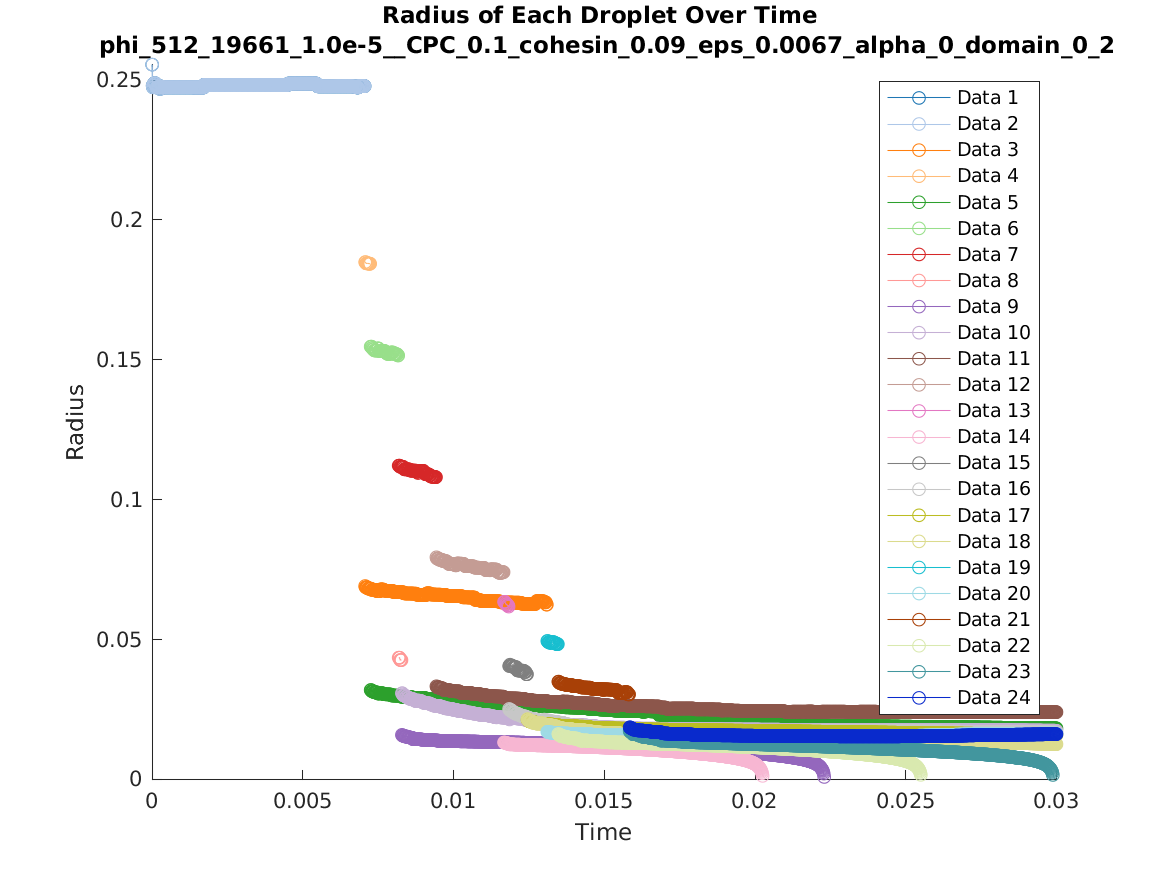 Radius of Each Droplet Over Time
phi_512_19661_1.0e-5__CPC_0.1_cohesin_0.09_eps_0.0067_alpha_0_domain_0_2
0.25
0.2
0.15
0.1
0.05
0
Radius
0 0.005 0.01 0.015 0.02 0.025 0.03
Time
Data 1
Data 2
Data 3
Data 4
Data 5
Data 6
Data 7
Data 8
Data 9
Data 10
Data 11
Data 12
Data 13
Data 14
Data 15
Data 16
Data 17
Data 18
Data 19
Data 20
Data 21
Data 22
Data 23
Data 24